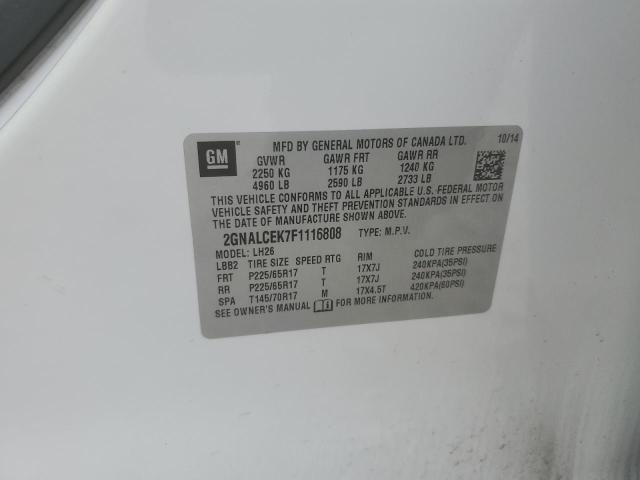 GM
MFD BY GENERAL MOTORS OF CANADA LTD. 10/14
GVWR GAWR FRT GAWR RR
2250 KG 1175 KG 1240 KG
4960 LB 2590 LB 2733 LB
THIS VEHICLE CONFORMS TO ALL APPLICABLE U.S. FEDERAL MOTOR
VEHICLE SAFETY AND THEFT PREVENTION STANDARDS IN EFFECT ON
THE DATE OF MANUFACTURE SHOWN ABOVE.
2GNALCEK7F1116808 TYPE: M.P.V.
MODEL: LH26
LBB2 TIRE SIZE SPEED RTG RIM COLD TIRE PRESSURE
FRT P225/65R17 T 17X7J 240KPA(35PSI)
RR P225/65R17 T 17X7J 240KPA(35PSI)
SPA T145/70R17 M 17X4.5T 420KPA(60PSI)
SEE OWNER'S MANUAL FOR MORE INFORMATION.